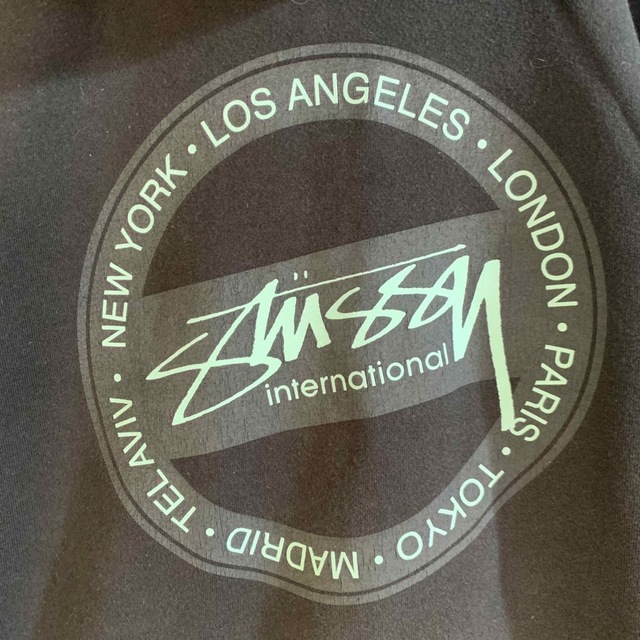 NEW YORK • LOS ANGELES • LONDON • PARIS • TOKYO • MADRID • TEL AVIV •
Stüssy
international